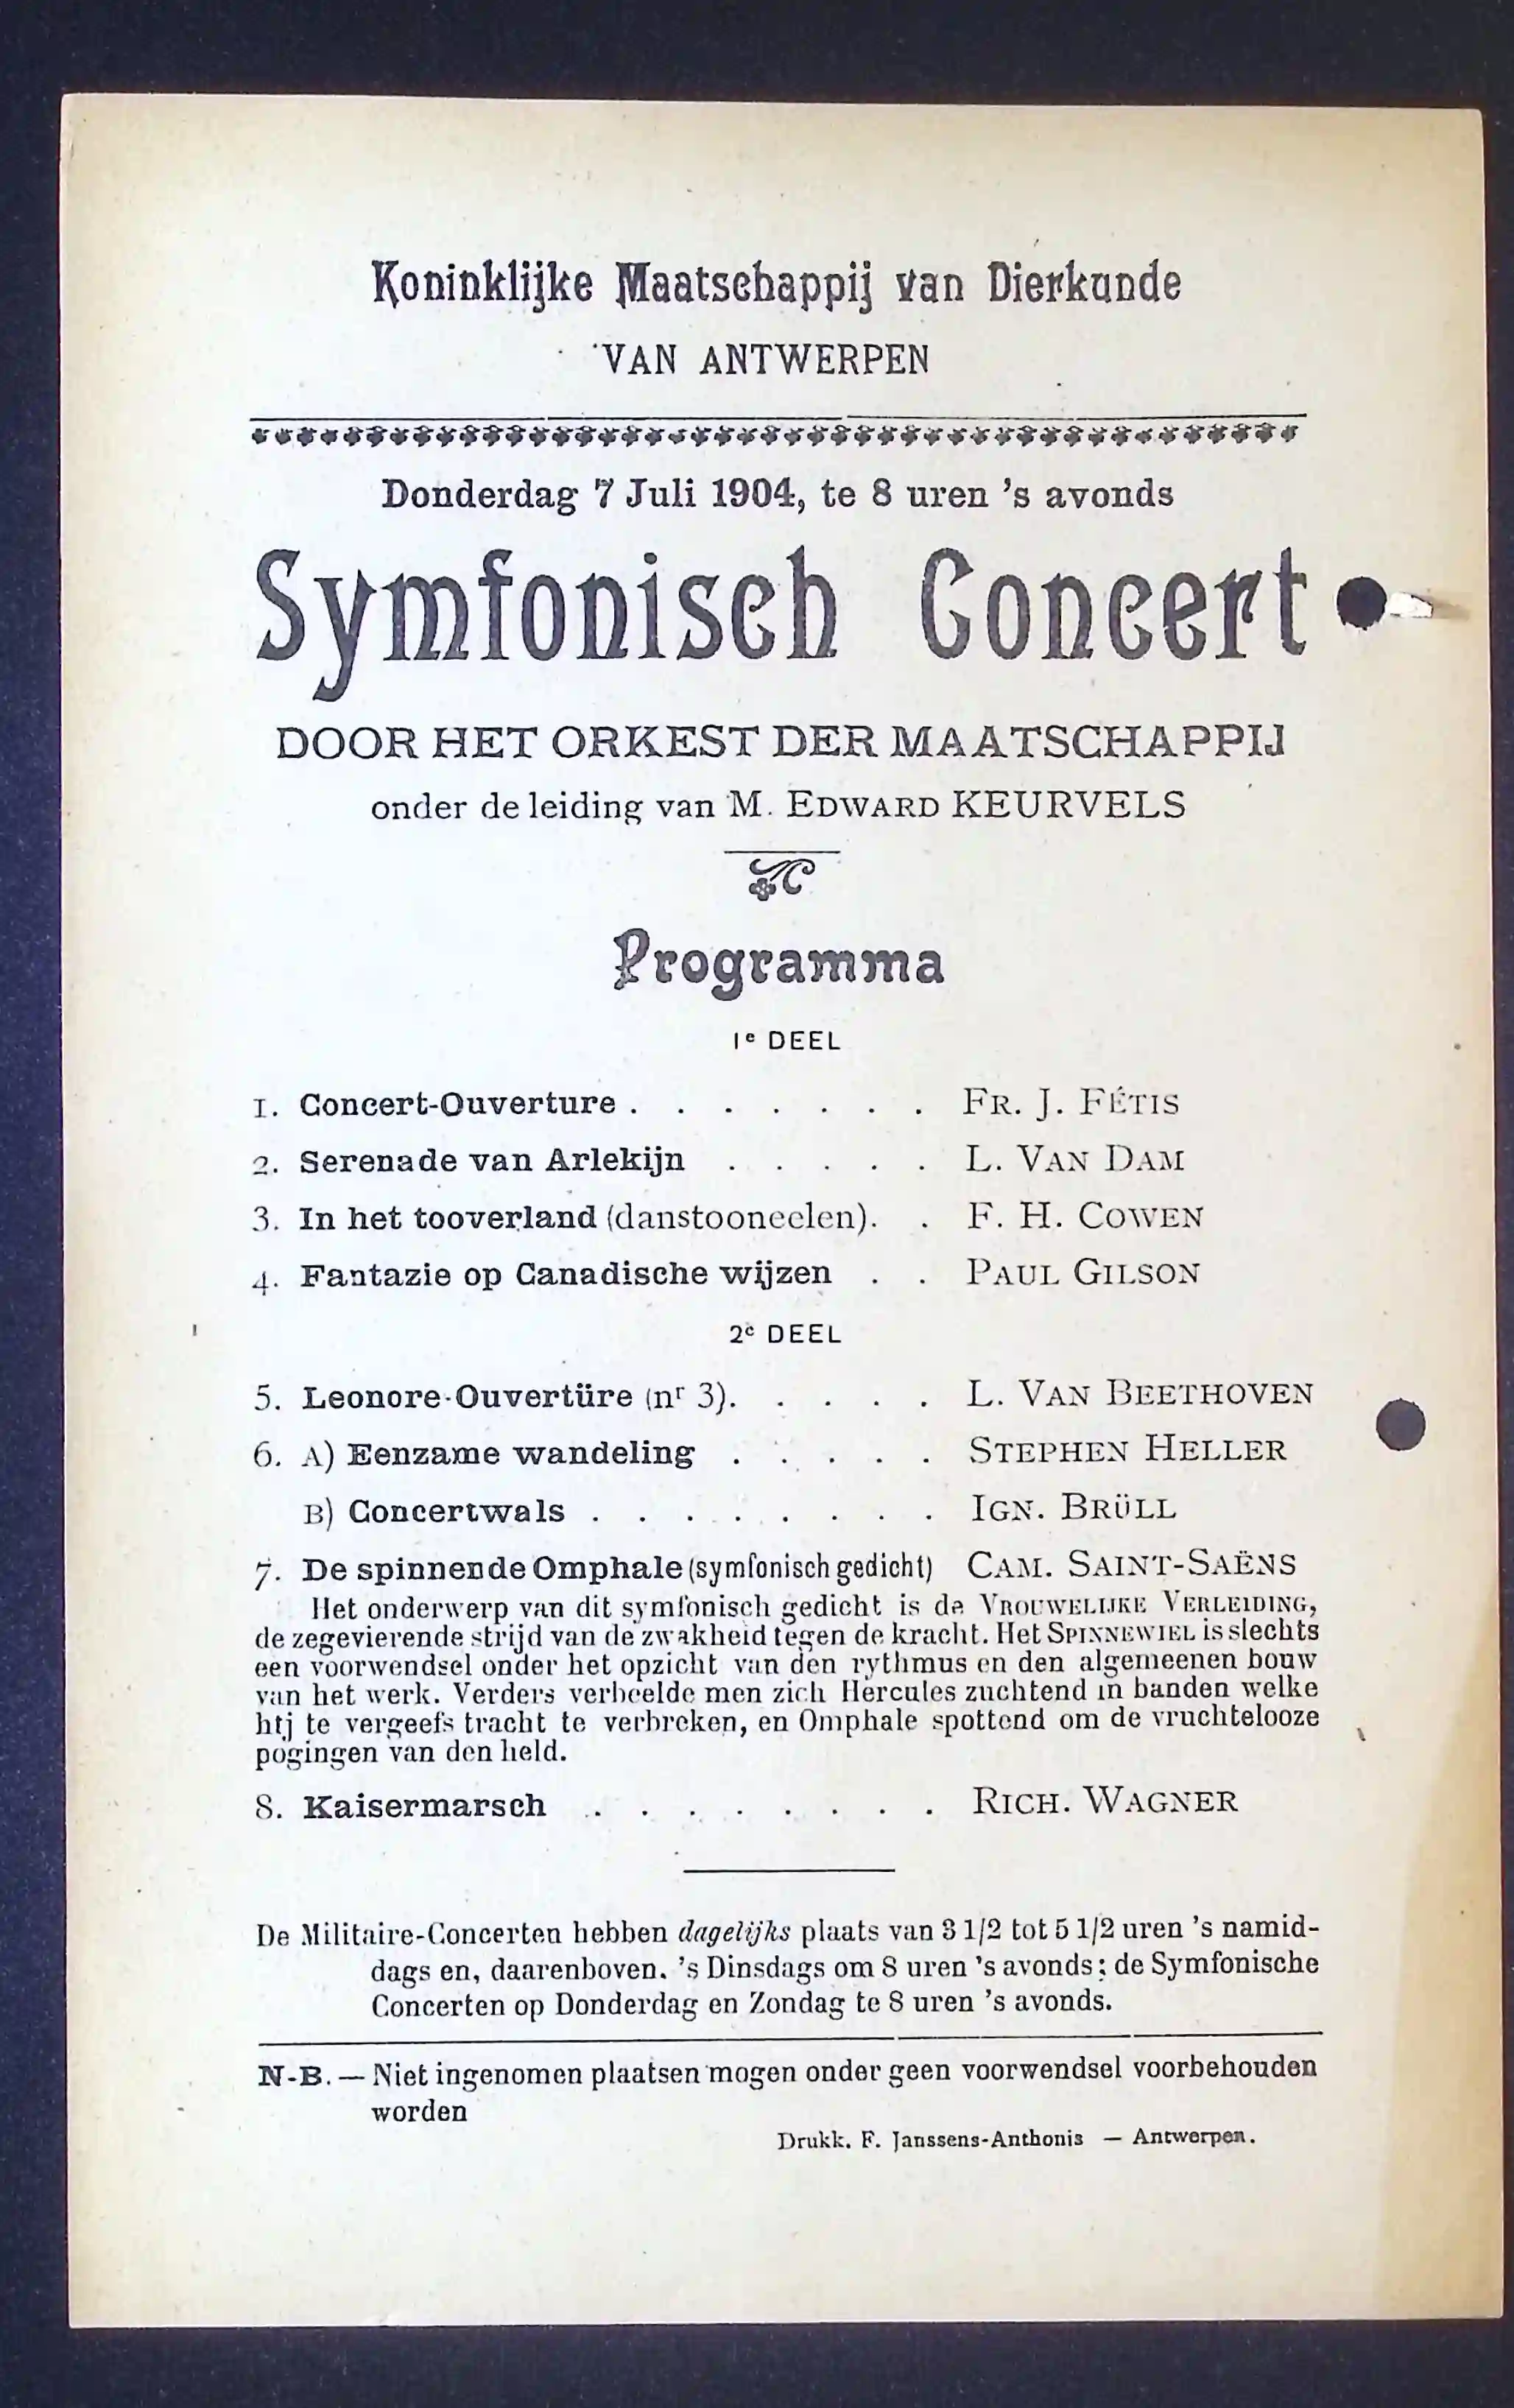 Koninklijke Maatschappij van Dierkunde
VAN ANTWERPEN
Donderdag 7 Juli 1904, te 8 uren 's avonds
Symfonisch Concert
DOOR HET ORKEST DER MAATSCHAPPIJ
onder de leiding van M. EDWARD KEURVELS
Programma
1e DEEL
1. Concert-Ouverture . . . . . . . FR. J. FÉTIS
2. Serenade van Arlekijn . . . . . L. VAN DAM
3. In het tooverland (danstooneelen). . F. H. COWEN
4. Fantazie op Canadische wijzen . . PAUL GILSON
2e DEEL
5. Leonore-Ouvertüre (nr 3). . . . . L. VAN BEETHOVEN
6. A) Eenzame wandeling . . . . . STEPHEN HELLER
B) Concertwals . . . . . . . . IGN. BRÜLL
7. De spinnende Omphale (symfonisch gedicht) CAM. SAINT-SAËNS
Het onderwerp van dit symfonisch gedicht is de VROUWELIJKE VERLEIDING,
de zegevierende strijd van de zwakheid tegen de kracht. Het SPINNEWIEL is slechts
een voorwendsel onder het opzicht van den rythmus en den algemeenen bouw
van het werk. Verders verbeelde men zich Hercules zuchtend in banden welke
htj te vergeefs tracht te verbreken, en Omphale spottend om de vruchtelooze
pogingen van den held.
8. Kaisermarsch . . . . . . . . RICH. WAGNER
De Militaire-Concerten hebben dagelijks plaats van 3 1/2 tot 5 1/2 uren 's namid-
dags en, daarenboven. 's Dinsdags om 8 uren 's avonds; de Symfonische
Concerten op Donderdag en Zondag te 8 uren 's avonds.
N-B. — Niet ingenomen plaatsen mogen onder geen voorwendsel voorbehouden
worden
Drukk. F. Janssens-Anthonis — Antwerpen.